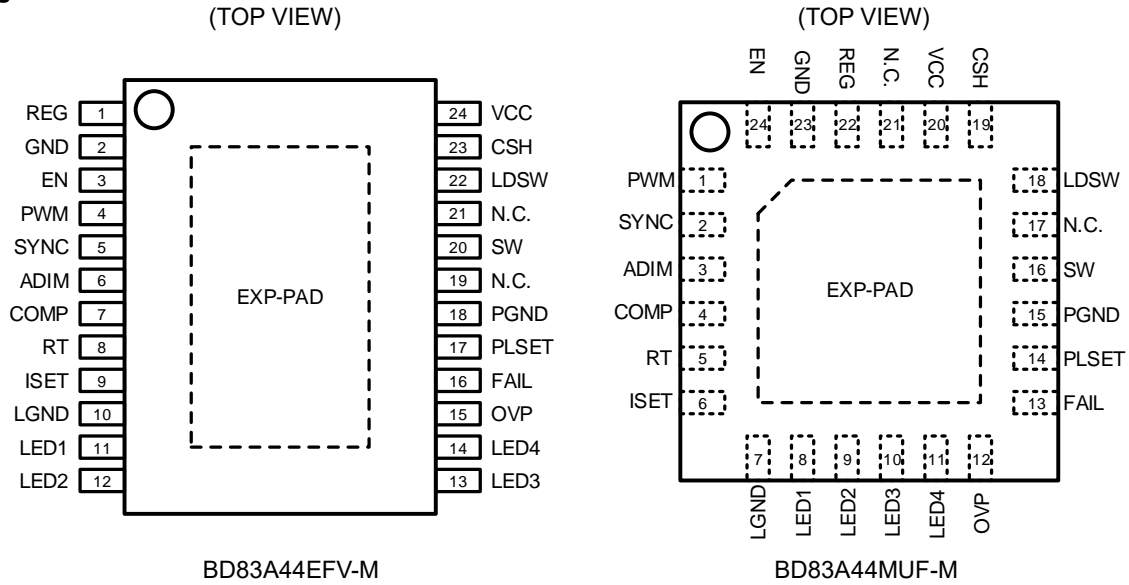 (TOP VIEW)
REG 1
GND 2
EN 3
PWM 4
SYNC 5
ADIM 6
COMP 7
RT 8
ISET 9
LGND 10
LED1 11
LED2 12
EXP-PAD
24 VCC
23 CSH
22 LDSW
21 N.C.
20 SW
19 N.C.
18 PGND
17 PLSET
16 FAIL
15 OVP
14 LED4
13 LED3
BD83A44EFV-M
(TOP VIEW)
EN GND REG N.C. VCC CSH
24 23 22 21 20 19
PWM 1
SYNC 2
ADIM 3
COMP 4
RT 5
ISET 6
EXP-PAD
18 LDSW
17 N.C.
16 SW
15 PGND
14 PLSET
13 FAIL
7 8 9 10 11 12
LGND LED1 LED2 LED3 LED4 OVP
BD83A44MUF-M